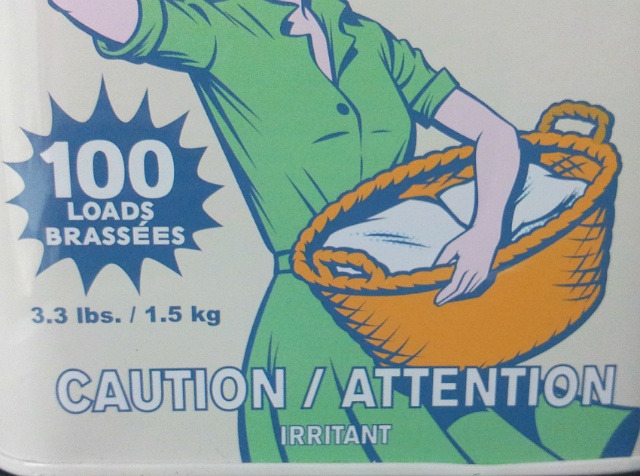 100
LOADS
BRASSÉES
3.3 lbs. / 1.5 kg
CAUTION / ATTENTION
IRRITANT